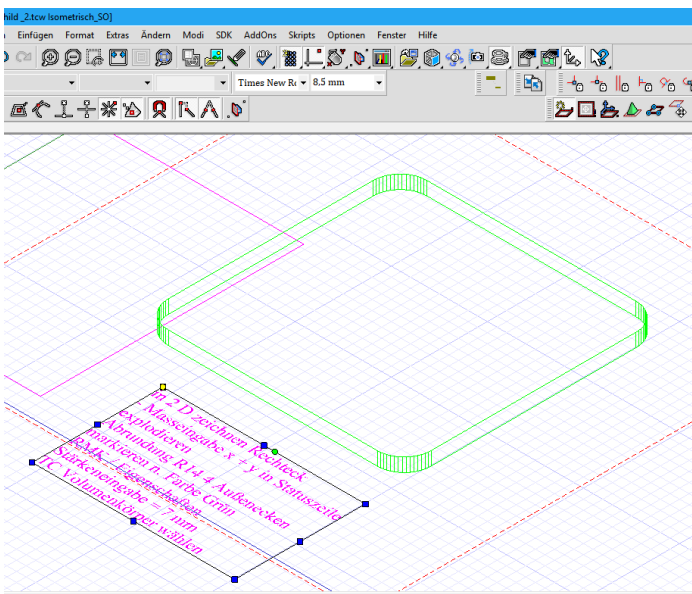 hild _2.tcw Isometrisch_SO]
Einfügen Format Extras Ändern Modi SDK AddOns Skripts Optionen Fenster Hilfe
Times New Ro 8,5 mm
in 2 D zeichnen Rechteck
Masseingabe x + y in Statuszeile
explodieren
Abrundung R14 4 Außenecken
markieren n. Farbe Grün
RMK - Eigenschaften
Stärkeneingabe = 7 mm
TC Volumenkörper wählen